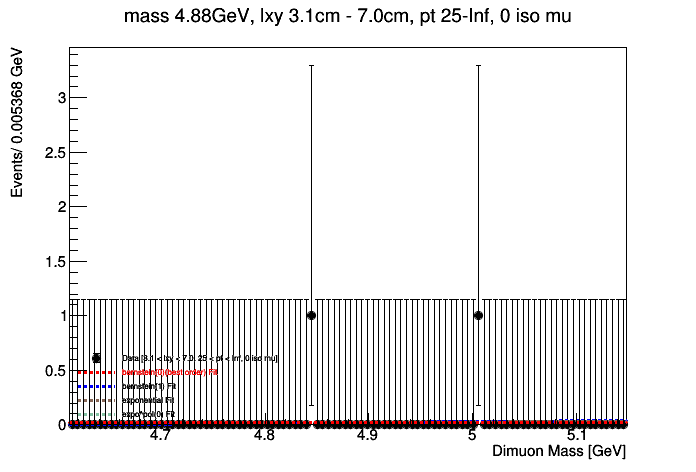 mass 4.88GeV, lxy 3.1cm - 7.0cm, pt 25-Inf, 0 iso mu
Events/ 0.005368 GeV
3
2.5
2
1.5
1
0.5
0
Data [3.1 < lxy < 7.0, 25 < pt < Inf, 0 iso mu]
bernstein(0)(best order) Fit
bernstein(1) Fit
exponential Fit
expo*pol(0) Fit
4.7 4.8 4.9 5 5.1
Dimuon Mass [GeV]